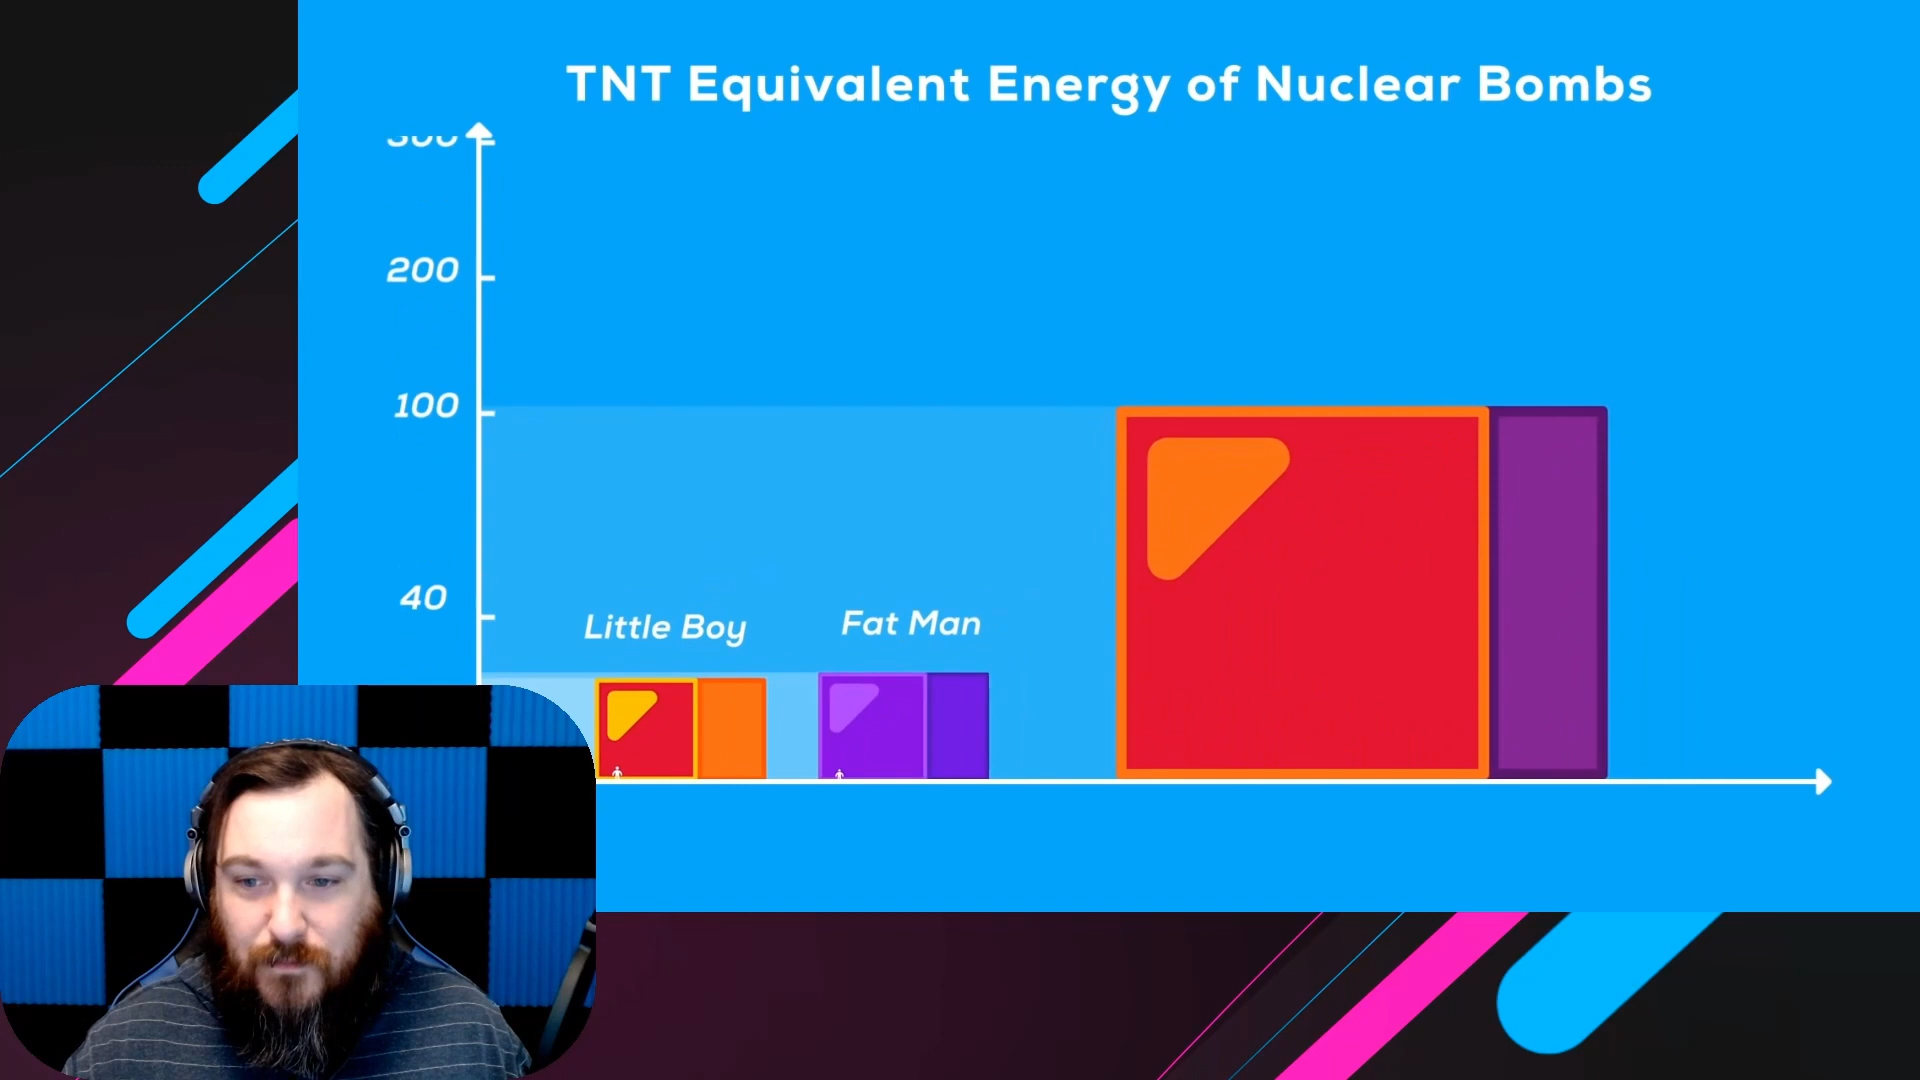 TNT Equivalent Energy of Nuclear Bombs
200
100
40
Little Boy
Fat Man